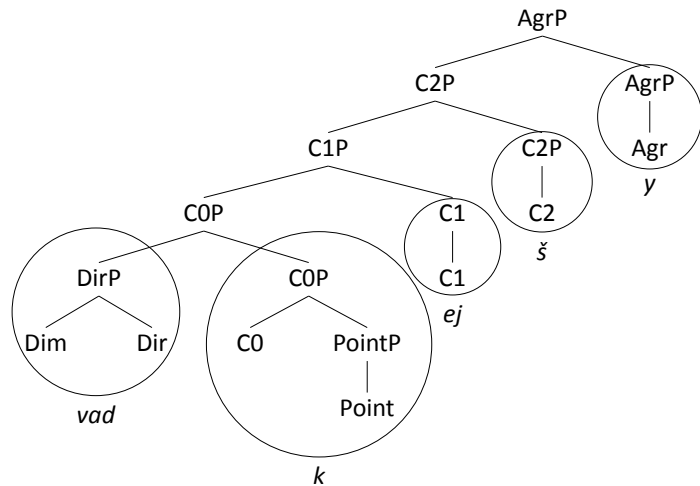 AgrP
C2P AgrP
C1P C2P Agr
C0P C1 C2 y
DirP C0P C1 š
Dim Dir C0 PointP ej
vad Point
k